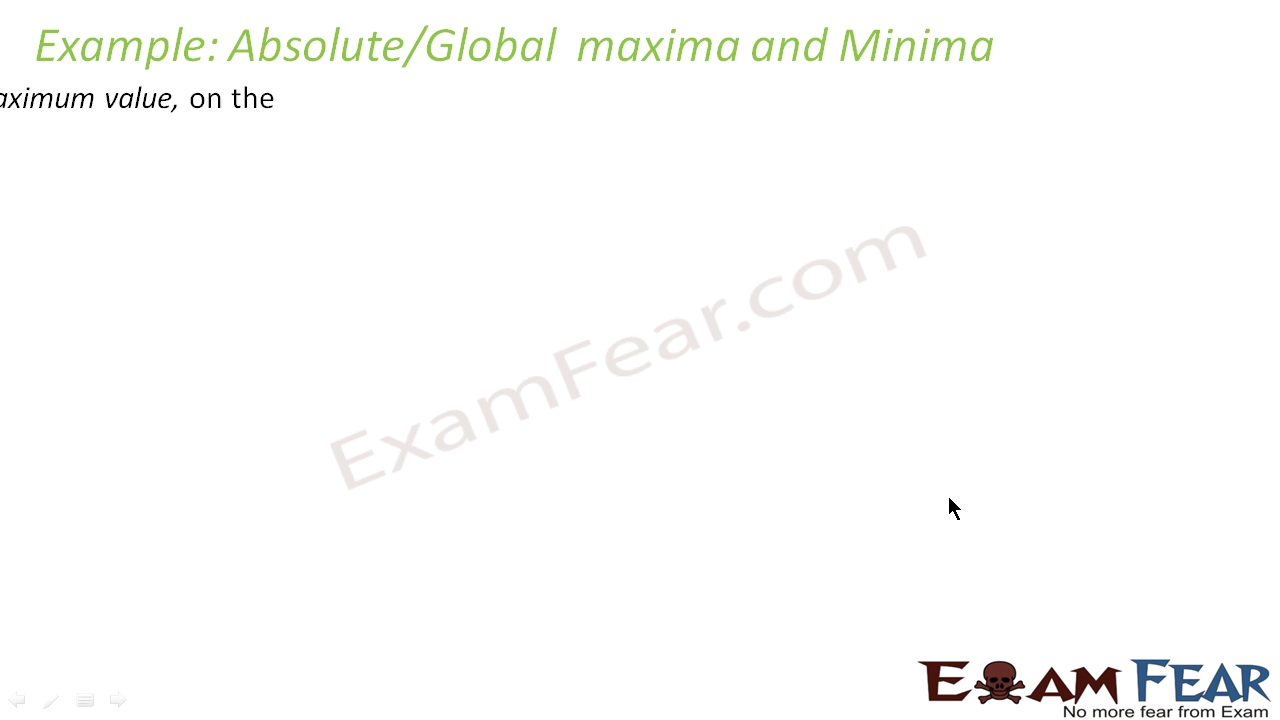 Example: Absolute/Global maxima and Minima
aximum value, on the
ExamFear.com
EXAM FEAR
No more fear from Exam